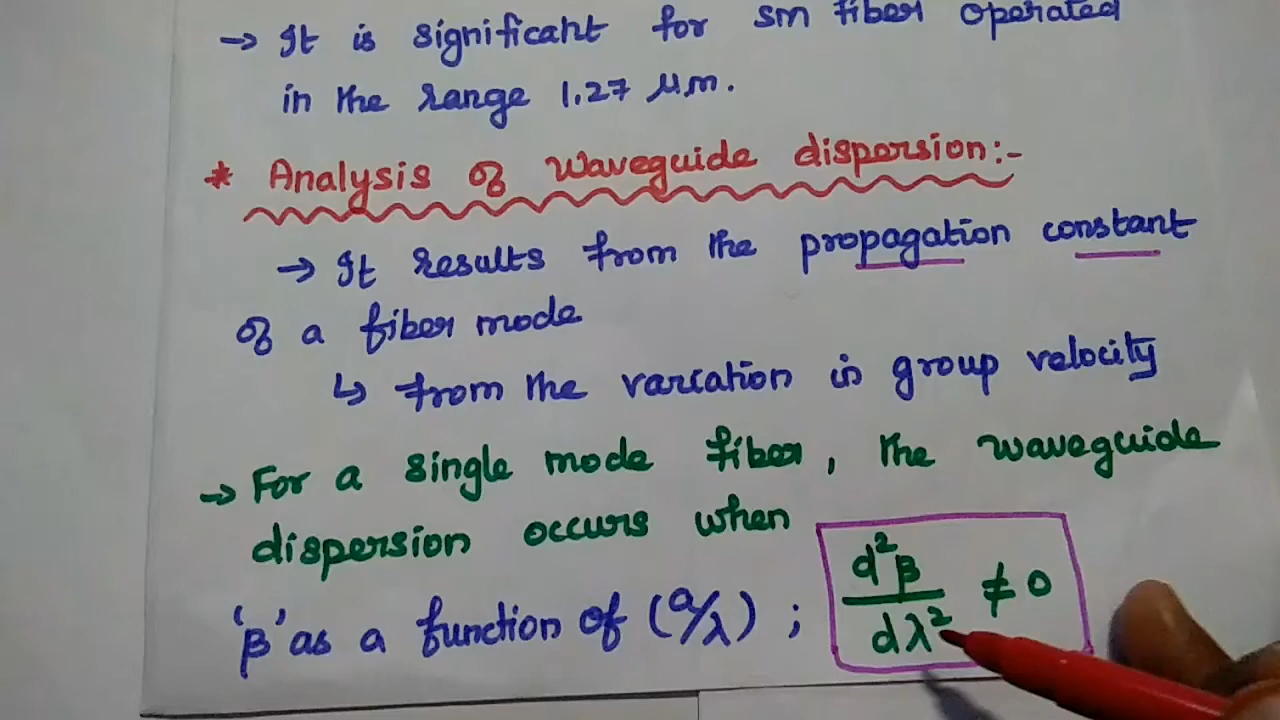 → It is significant for SM fiber operated
in the range 1.27 μm.
* Analysis of Waveguide dispersion:-
→ It results from the propagation constant
of a fiber mode
↳ from the variation in group velocity
→ For a single mode fiber, the waveguide
dispersion occurs when
'β' as a function of (a/λ) ; d²β/dλ² ≠ 0